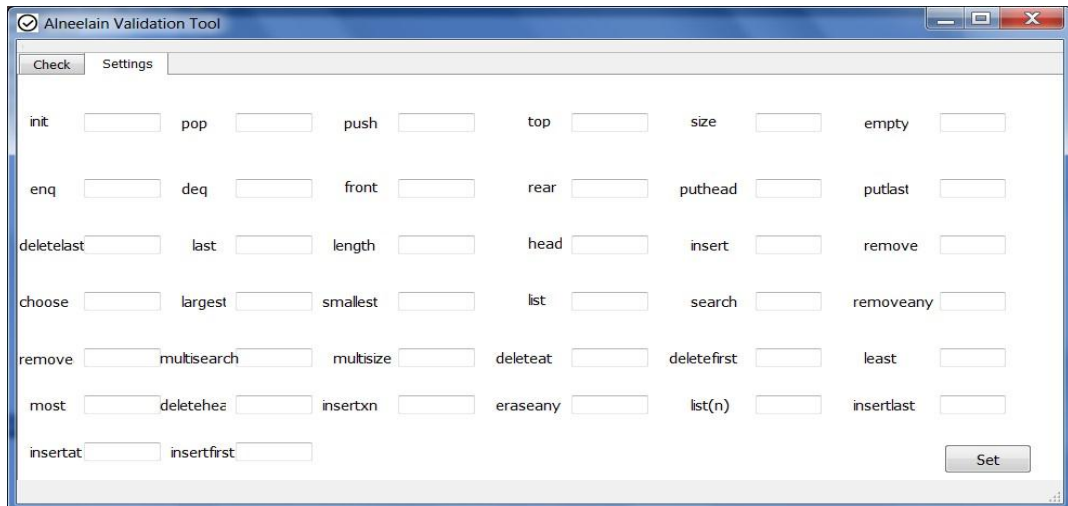 Alneelain Validation Tool
Check Settings
init pop push top size empty
enq deq front rear puthead putlast
deletelast last length head insert remove
choose largest smallest list search removeany
remove multisearch multisize deleteat deletefirst least
most deletehea insertxn eraseany list(n) insertlast
insertat insertfirst
Set